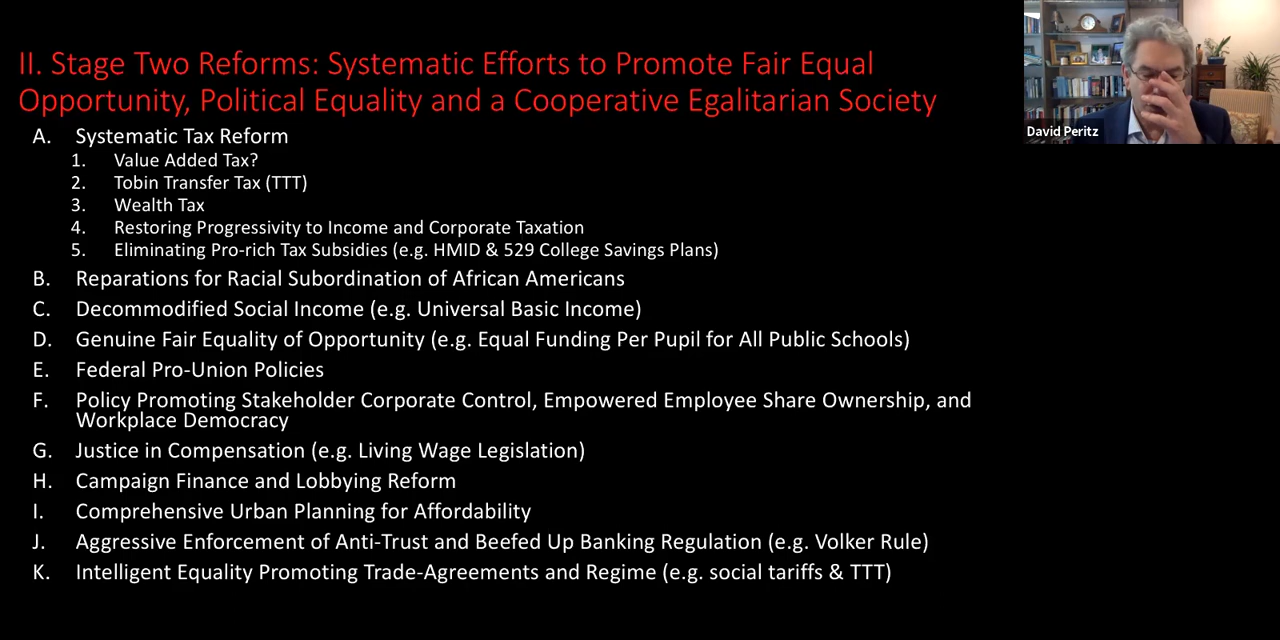 II. Stage Two Reforms: Systematic Efforts to Promote Fair Equal
Opportunity, Political Equality and a Cooperative Egalitarian Society
A. Systematic Tax Reform
1. Value Added Tax?
2. Tobin Transfer Tax (TTT)
3. Wealth Tax
4. Restoring Progressivity to Income and Corporate Taxation
5. Eliminating Pro-rich Tax Subsidies (e.g. HMID & 529 College Savings Plans)
B. Reparations for Racial Subordination of African Americans
C. Decommodified Social Income (e.g. Universal Basic Income)
D. Genuine Fair Equality of Opportunity (e.g. Equal Funding Per Pupil for All Public Schools)
E. Federal Pro-Union Policies
F. Policy Promoting Stakeholder Corporate Control, Empowered Employee Share Ownership, and
Workplace Democracy
G. Justice in Compensation (e.g. Living Wage Legislation)
H. Campaign Finance and Lobbying Reform
I. Comprehensive Urban Planning for Affordability
J. Aggressive Enforcement of Anti-Trust and Beefed Up Banking Regulation (e.g. Volker Rule)
K. Intelligent Equality Promoting Trade-Agreements and Regime (e.g. social tariffs & TTT)
David Peritz